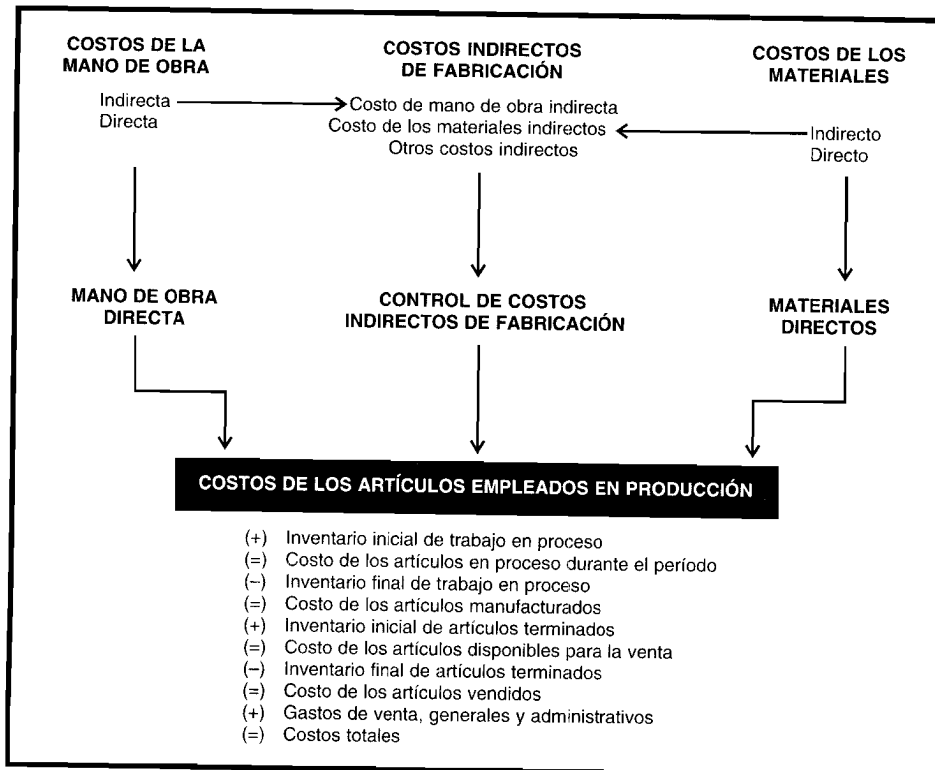 COSTOS DE LA
MANO DE OBRA
Indirecta
Directa
COSTOS INDIRECTOS
DE FABRICACIÓN
Costo de mano de obra indirecta
Costo de los materiales indirectos
Otros costos indirectos
COSTOS DE LOS
MATERIALES
Indirecto
Directo
MANO DE OBRA
DIRECTA
CONTROL DE COSTOS
INDIRECTOS DE FABRICACIÓN
MATERIALES
DIRECTOS
COSTOS DE LOS ARTÍCULOS EMPLEADOS EN PRODUCCIÓN
(+) Inventario inicial de trabajo en proceso
(=) Costo de los artículos en proceso durante el período
(−) Inventario final de trabajo en proceso
(=) Costo de los artículos manufacturados
(+) Inventario inicial de artículos terminados
(=) Costo de los artículos disponibles para la venta
(−) Inventario final de artículos terminados
(=) Costo de los artículos vendidos
(+) Gastos de venta, generales y administrativos
(=) Costos totales